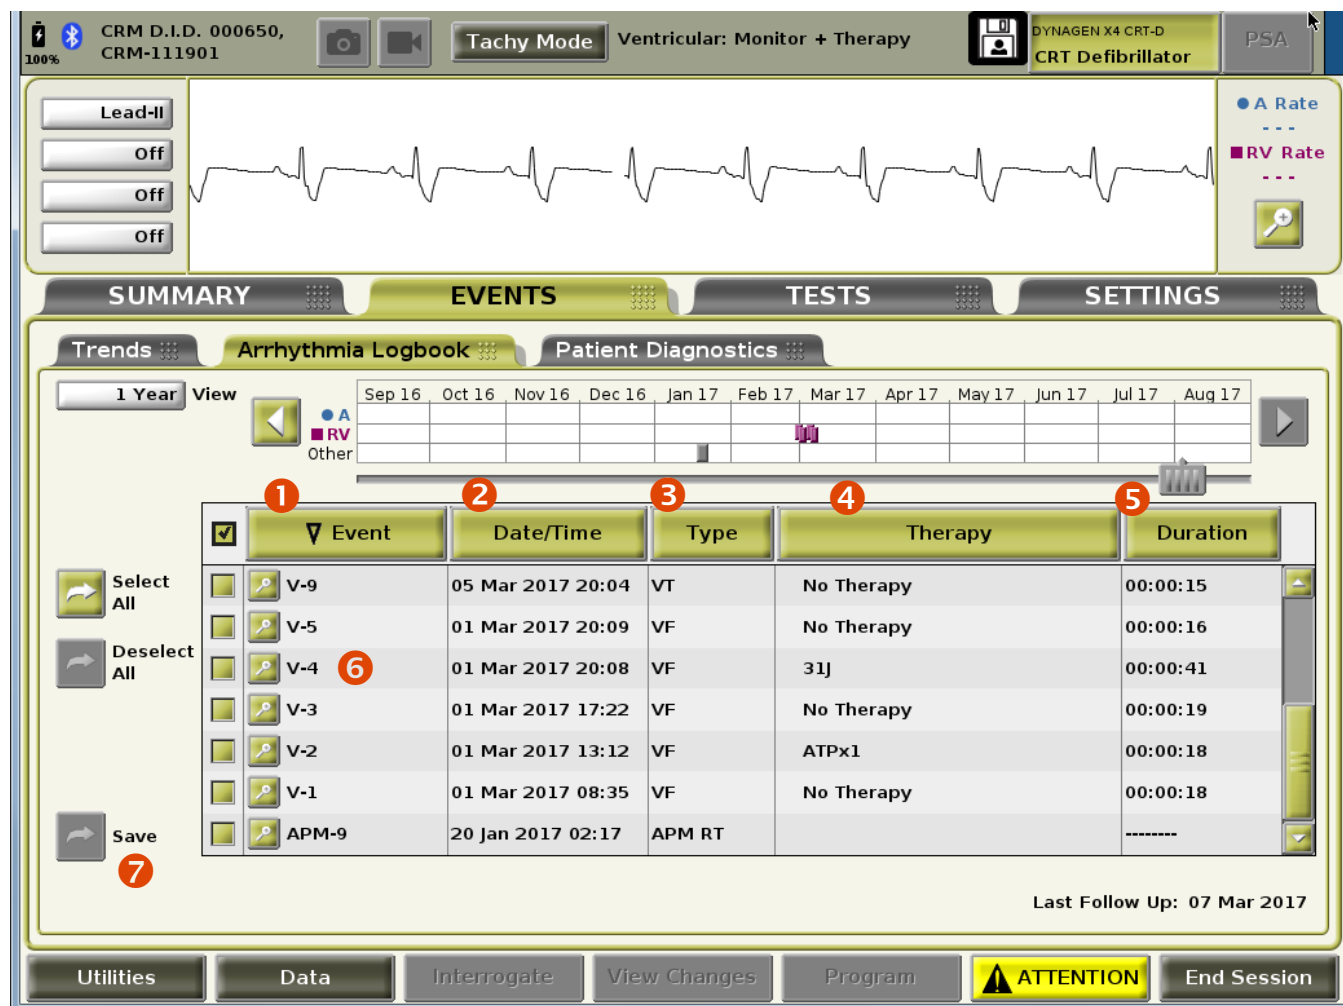 100%
CRM D.I.D. 000650,
CRM-111901
Tachy Mode
Ventricular: Monitor + Therapy
DYNAGEN X4 CRT-D
CRT Defibrillator
PSA
Lead-II
Off
Off
Off
A Rate
- - -
RV Rate
- - -
SUMMARY EVENTS TESTS SETTINGS
Trends Arrhythmia Logbook Patient Diagnostics
1 Year View
Sep 16 Oct 16 Nov 16 Dec 16 Jan 17 Feb 17 Mar 17 Apr 17 May 17 Jun 17 Jul 17 Aug 17
A
RV
Other
1 2 3 4 5
Event Date/Time Type Therapy Duration
Select All
Deselect All
V-9 05 Mar 2017 20:04 VT No Therapy 00:00:15
V-5 01 Mar 2017 20:09 VF No Therapy 00:00:16
V-4 6 01 Mar 2017 20:08 VF 31J 00:00:41
V-3 01 Mar 2017 17:22 VF No Therapy 00:00:19
V-2 01 Mar 2017 13:12 VF ATPx1 00:00:18
V-1 01 Mar 2017 08:35 VF No Therapy 00:00:18
APM-9 20 Jan 2017 02:17 APM RT --------
Save
7
Last Follow Up: 07 Mar 2017
Utilities Data Interrogate View Changes Program ATTENTION End Session